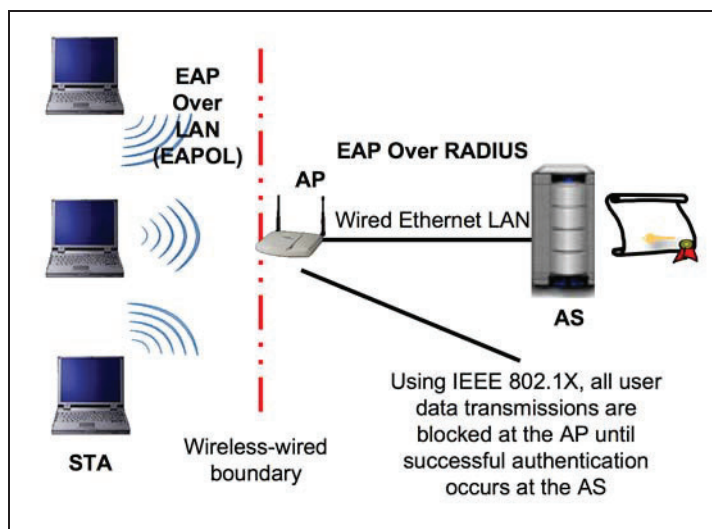 EAP
Over
LAN
(EAPOL)
EAP Over RADIUS
AP
Wired Ethernet LAN
AS
STA
Wireless-wired
boundary
Using IEEE 802.1X, all user
data transmissions are
blocked at the AP until
successful authentication
occurs at the AS